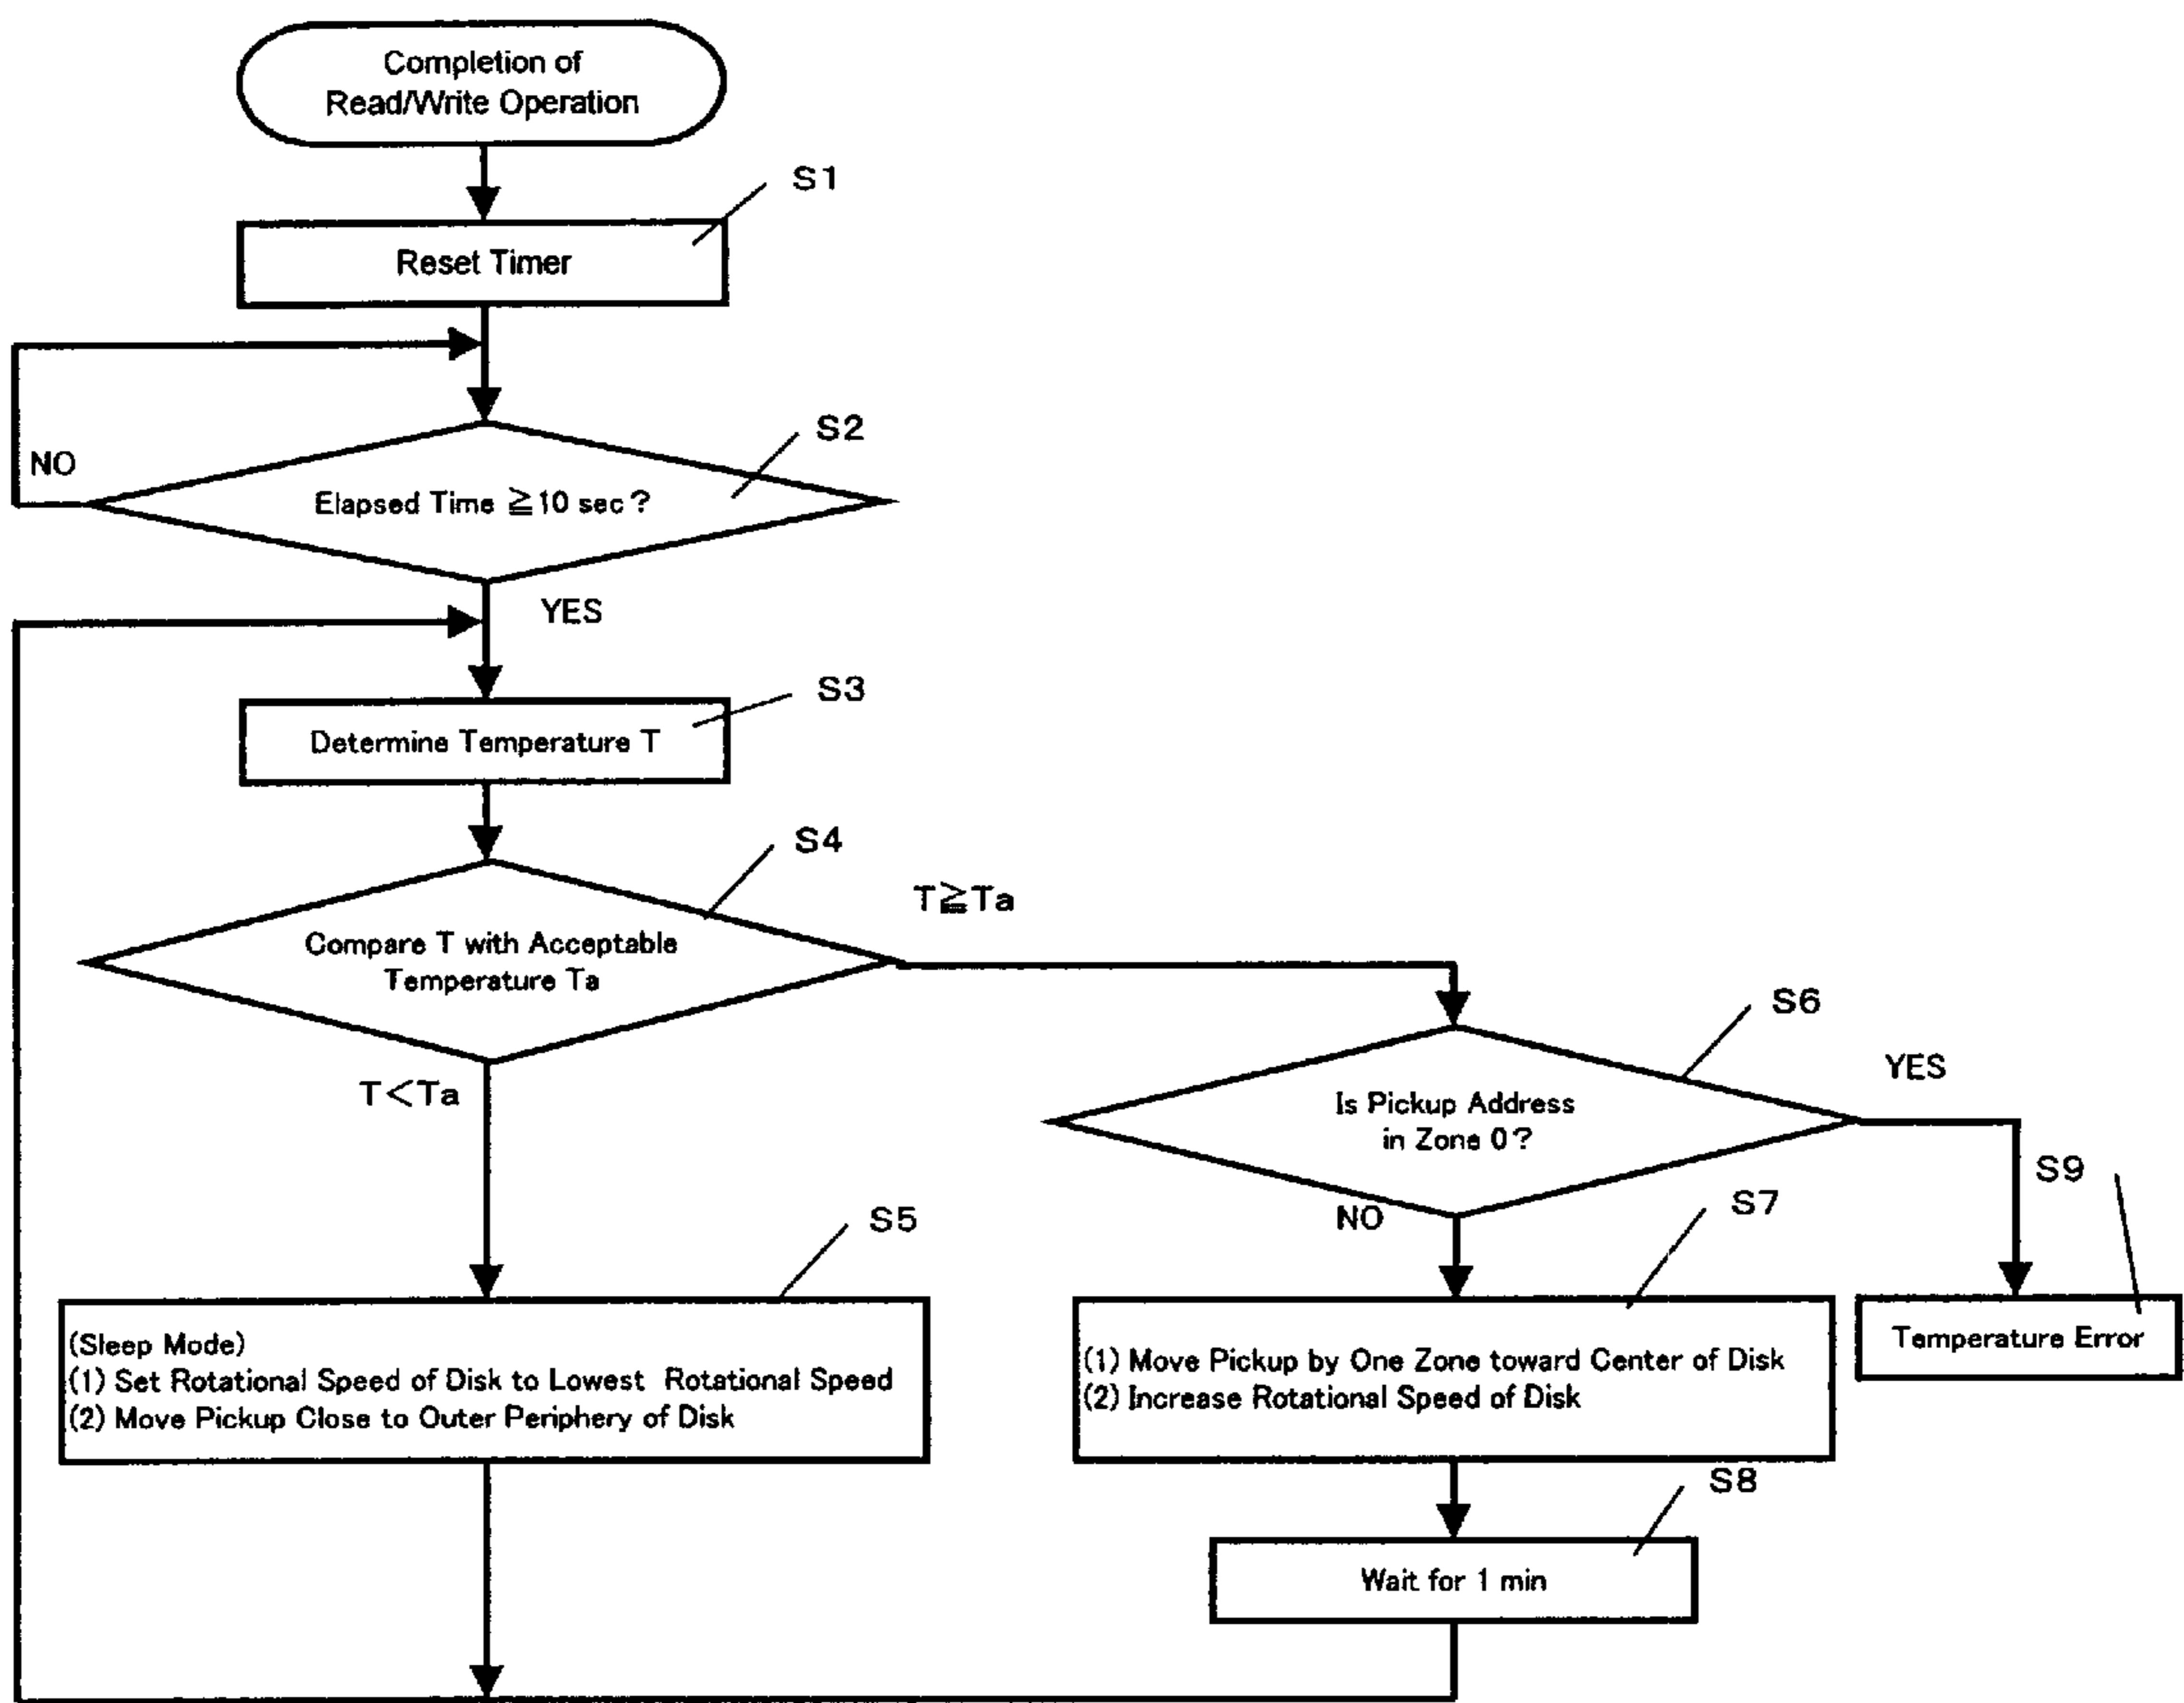 Completion of
Read/Write Operation
S1
Reset Timer
S2
NO
Elapsed Time ≧10 sec?
YES
S3
Determine Temperature T
S4
T≧Ta
Compare T with Acceptable
Temperature Ta
S6
YES
T<Ta
Is Pickup Address
in Zone 0?
S9
NO
S7
S5
Temperature Error
(Sleep Mode)
(1) Set Rotational Speed of Disk to Lowest Rotational Speed
(2) Move Pickup Close to Outer Periphery of Disk
(1) Move Pickup by One Zone toward Center of Disk
(2) Increase Rotational Speed of Disk
S8
Wait for 1 min